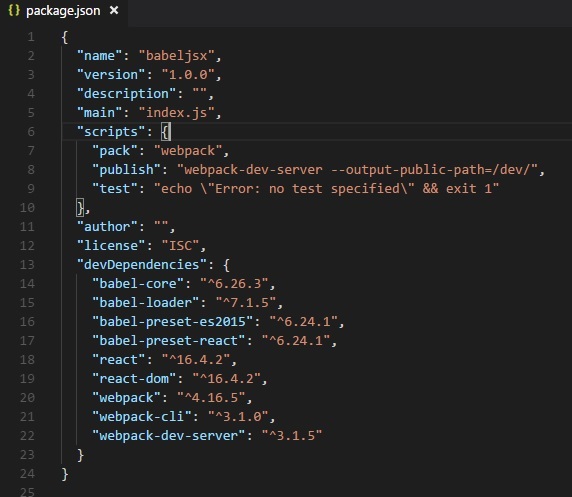 {} package.json ×
1 {
2   "name": "babeljsx",
3   "version": "1.0.0",
4   "description": "",
5   "main": "index.js",
6   "scripts": {
7     "pack": "webpack",
8     "publish": "webpack-dev-server --output-public-path=/dev/",
9     "test": "echo \"Error: no test specified\" && exit 1"
10   },
11   "author": "",
12   "license": "ISC",
13   "devDependencies": {
14     "babel-core": "^6.26.3",
15     "babel-loader": "^7.1.5",
16     "babel-preset-es2015": "^6.24.1",
17     "babel-preset-react": "^6.24.1",
18     "react": "^16.4.2",
19     "react-dom": "^16.4.2",
20     "webpack": "^4.16.5",
21     "webpack-cli": "^3.1.0",
22     "webpack-dev-server": "^3.1.5"
23   }
24 }
25